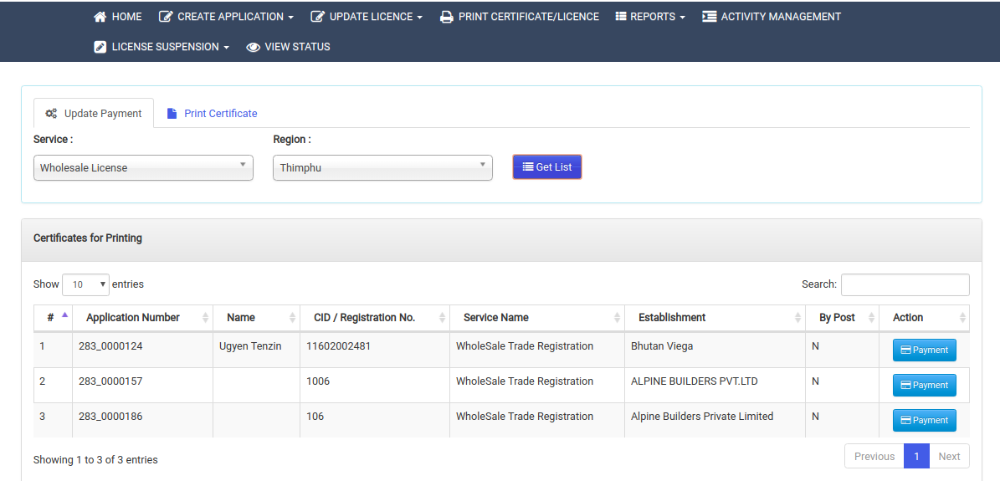 HOME CREATE APPLICATION UPDATE LICENCE PRINT CERTIFICATE/LICENCE REPORTS ACTIVITY MANAGEMENT
LICENSE SUSPENSION VIEW STATUS
Update Payment Print Certificate
Service : Region :
Wholesale License Thimphu Get List
Certificates for Printing
Show 10 entries Search:
# Application Number Name CID / Registration No. Service Name Establishment By Post Action
1 283_0000124 Ugyen Tenzin 11602002481 WholeSale Trade Registration Bhutan Viega N Payment
2 283_0000157 1006 WholeSale Trade Registration ALPINE BUILDERS PVT.LTD N Payment
3 283_0000186 106 WholeSale Trade Registration Alpine Builders Private Limited N Payment
Showing 1 to 3 of 3 entries Previous 1 Next